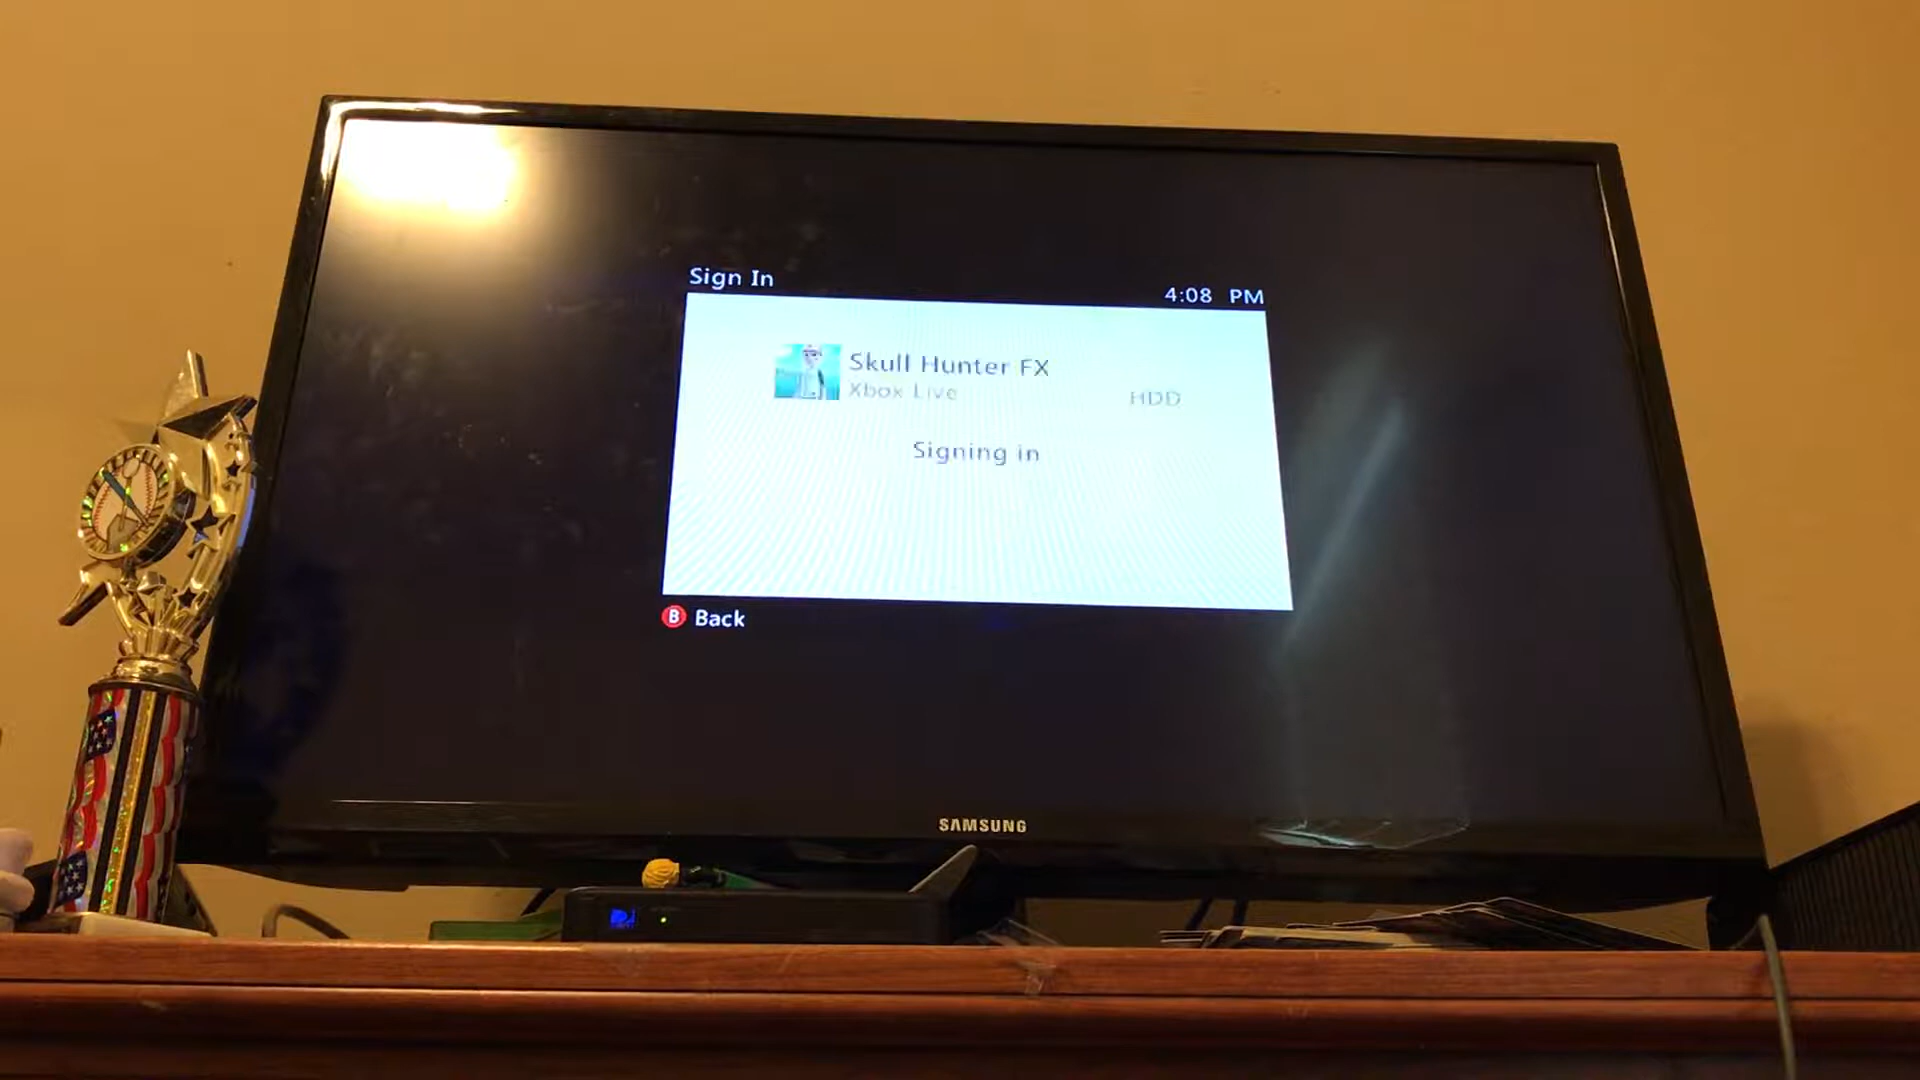 Sign In
4:08 PM
Skull Hunter FX
Xbox Live
HDD
Signing in
B Back
SAMSUNG